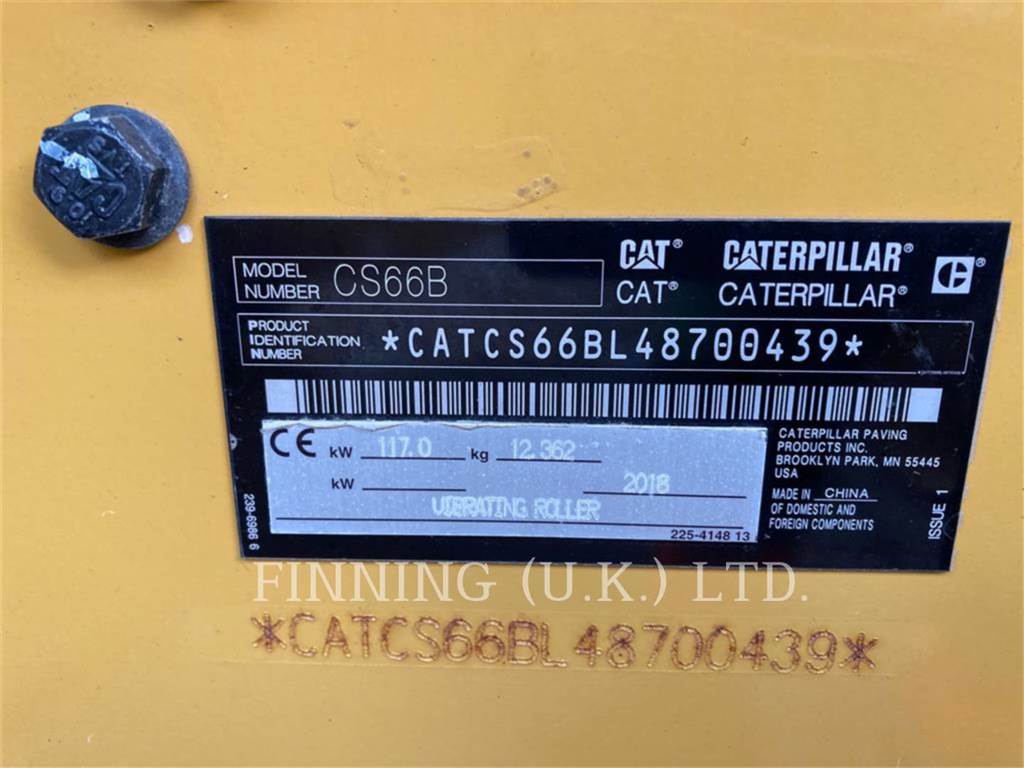 MODEL NUMBER CS66B
CAT® CATERPILLAR®
CAT® CATERPILLAR®
PRODUCT
IDENTIFICATION
NUMBER
*CATCS66BL48700439*
CE kW 117.0 kg 12.362
kW 2018
VIBRATING ROLLER
225-4148 13
239-6986 6
CATERPILLAR PAVING
PRODUCTS INC.
BROOKLYN PARK, MN 55445
USA
MADE IN CHINA
OF DOMESTIC AND
FOREIGN COMPONENTS
ISSUE 1
FINNING (U.K.) LTD.
*CATCS66BL48700439*